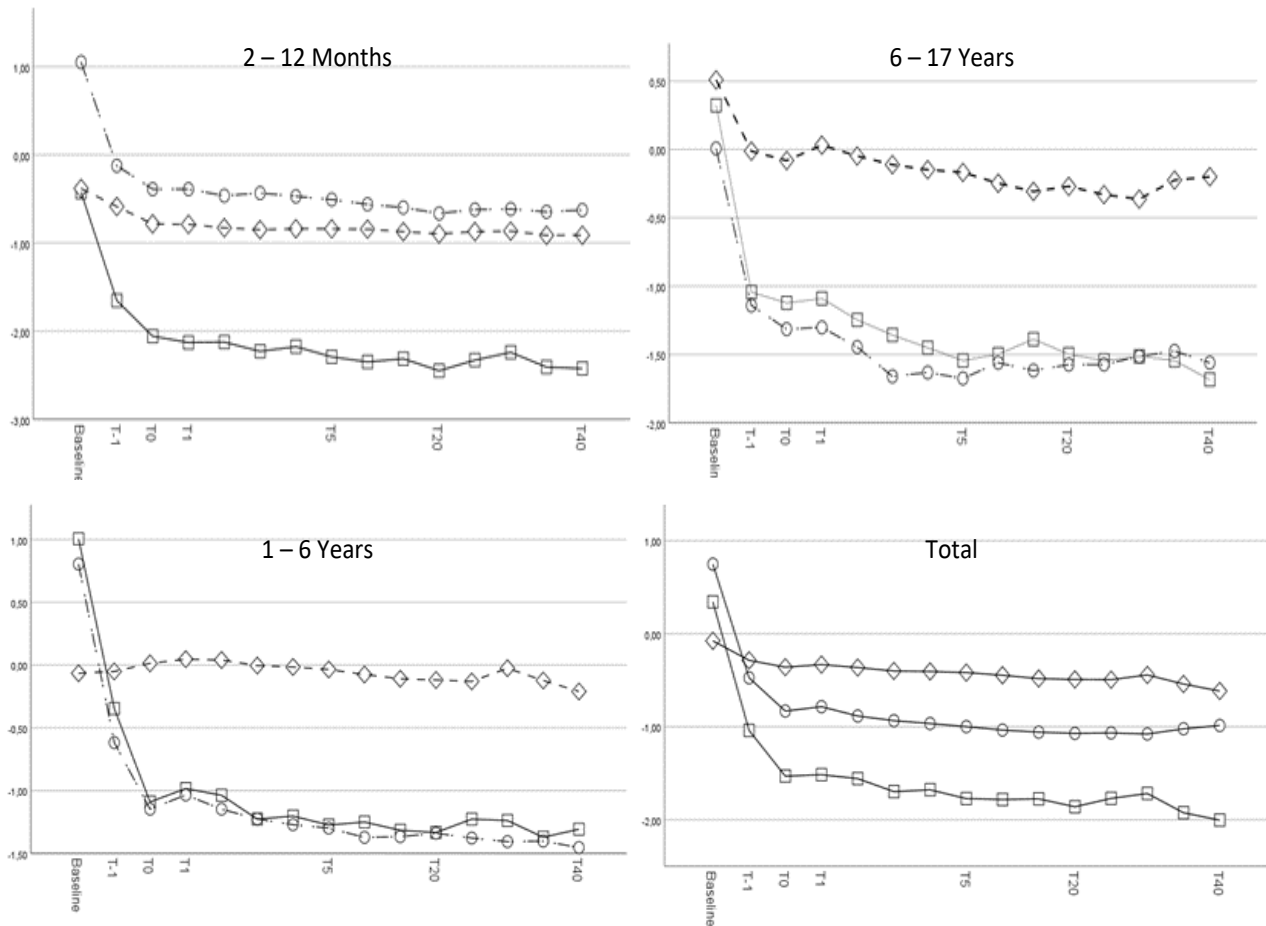 2 – 12 Months
1,00
0,00
-1,00
-2,00
-3,00
Baseline
T-1
T0
T1
T5
T20
T40
6 – 17 Years
0,50
0,00
-0,50
-1,00
-1,50
-2,00
Baselin
T-1
T0
T1
T5
T20
T40
1 – 6 Years
1,00
0,50
0,00
-0,50
-1,00
-1,50
Baseline
T-1
T0
T1
T5
T20
T40
Total
1,00
0,00
-1,00
-2,00
Baseline
T-1
T0
T1
T5
T20
T40